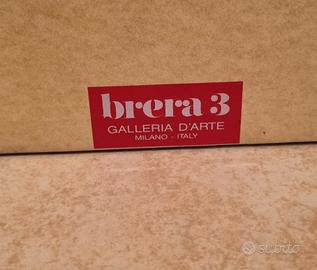 brera 3
GALLERIA D'ARTE
MILANO - ITALY
subito